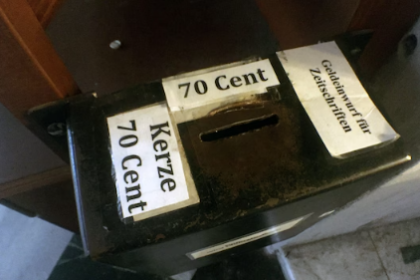 70 Cent
Kerze
70 Cent
Geldeinwurf für
Zeitschriften